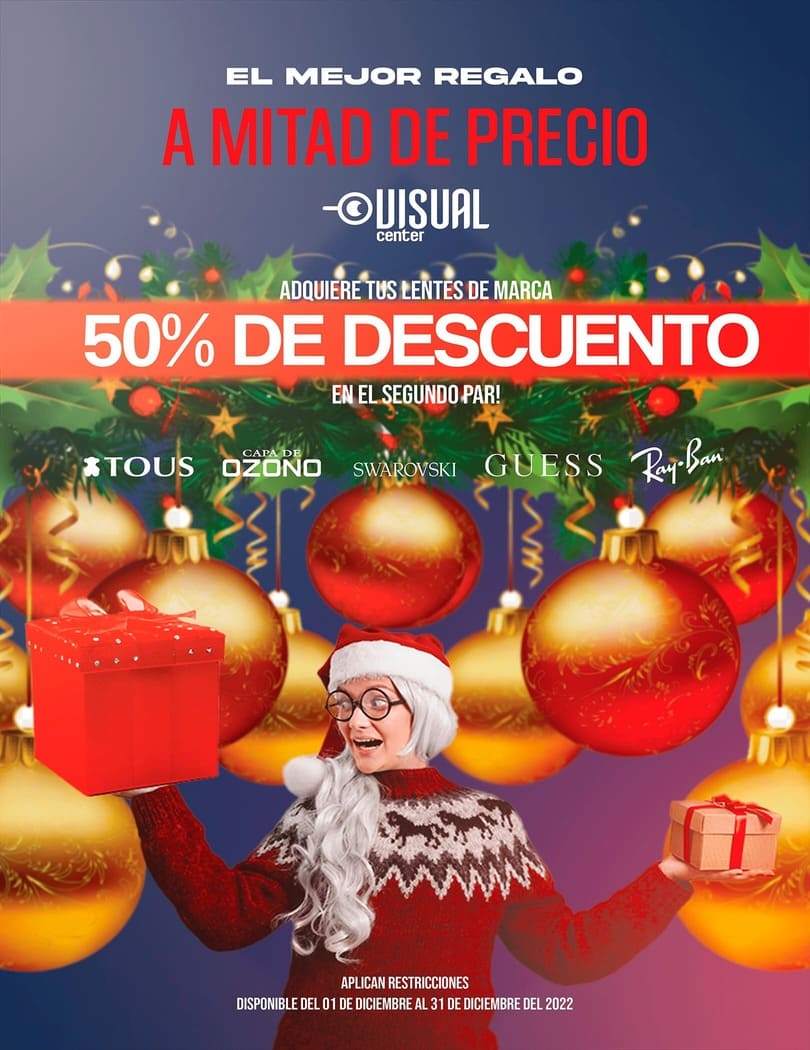 EL MEJOR REGALO
A MITAD DE PRECIO
VISUAL
center
ADQUIERE TUS LENTES DE MARCA
50% DE DESCUENTO
EN EL SEGUNDO PAR!
TOUS CAPA DE OZONO SWAROVSKI GUESS Ray-Ban
APLICAN RESTRICCIONES
DISPONIBLE DEL 01 DE DICIEMBRE AL 31 DE DICIEMBRE DEL 2022